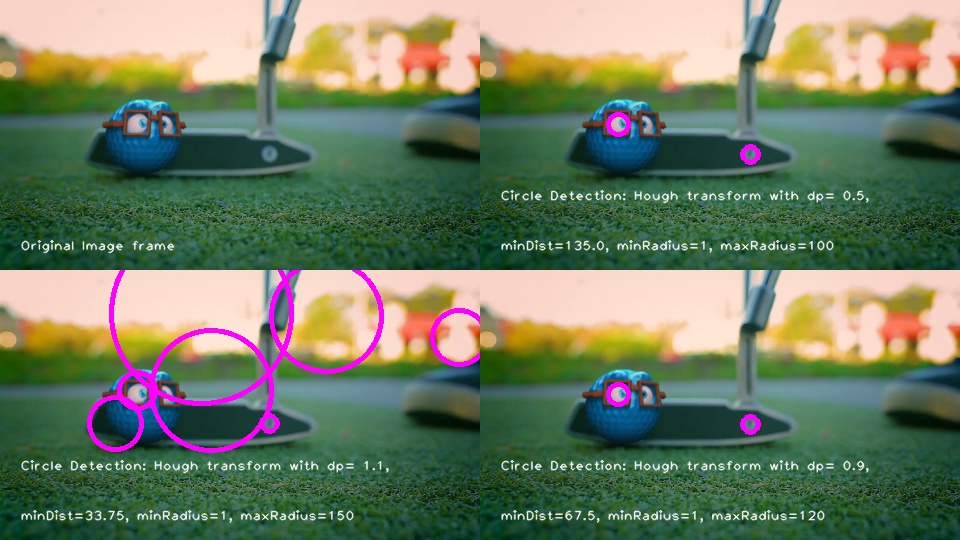 Original Image frame
Circle Detection: Hough transform with dp= 0.5,
minDist=135.0, minRadius=1, maxRadius=100
Circle Detection: Hough transform with dp= 1.1,
minDist=33.75, minRadius=1, maxRadius=150
Circle Detection: Hough transform with dp= 0.9,
minDist=67.5, minRadius=1, maxRadius=120